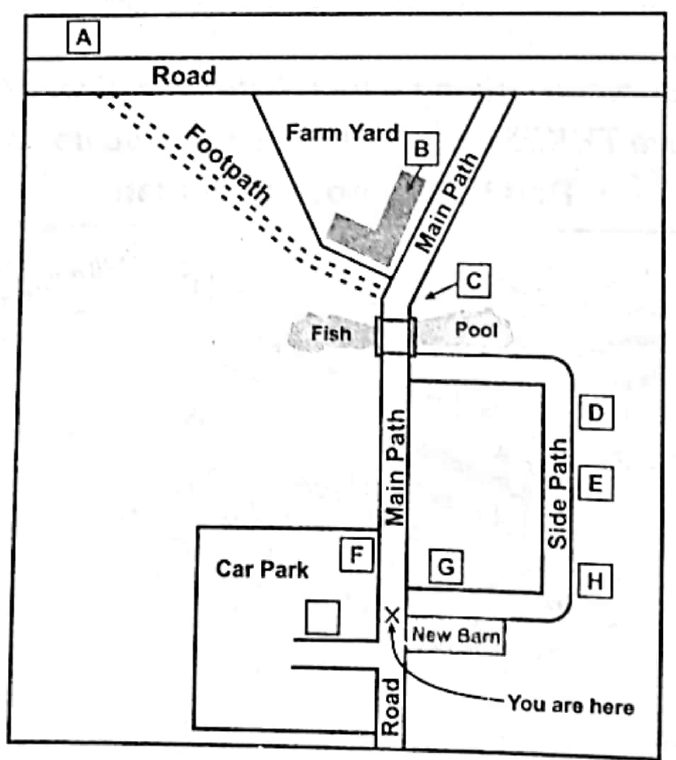 A
Road
Footpath
Farm Yard
B
Main Path
C
Fish
Pool
D
Main Path
Side Path
E
F
Car Park
G
H
New Barn
You are here
Road